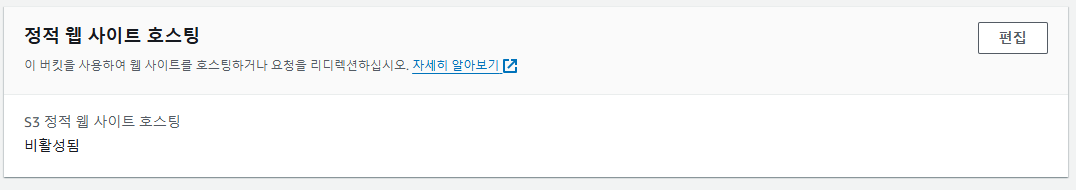 정적 웹 사이트 호스팅
편집
이 버킷을 사용하여 웹 사이트를 호스팅하거나 요청을 리디렉션하십시오. 자세히 알아보기
S3 정적 웹 사이트 호스팅
비활성됨